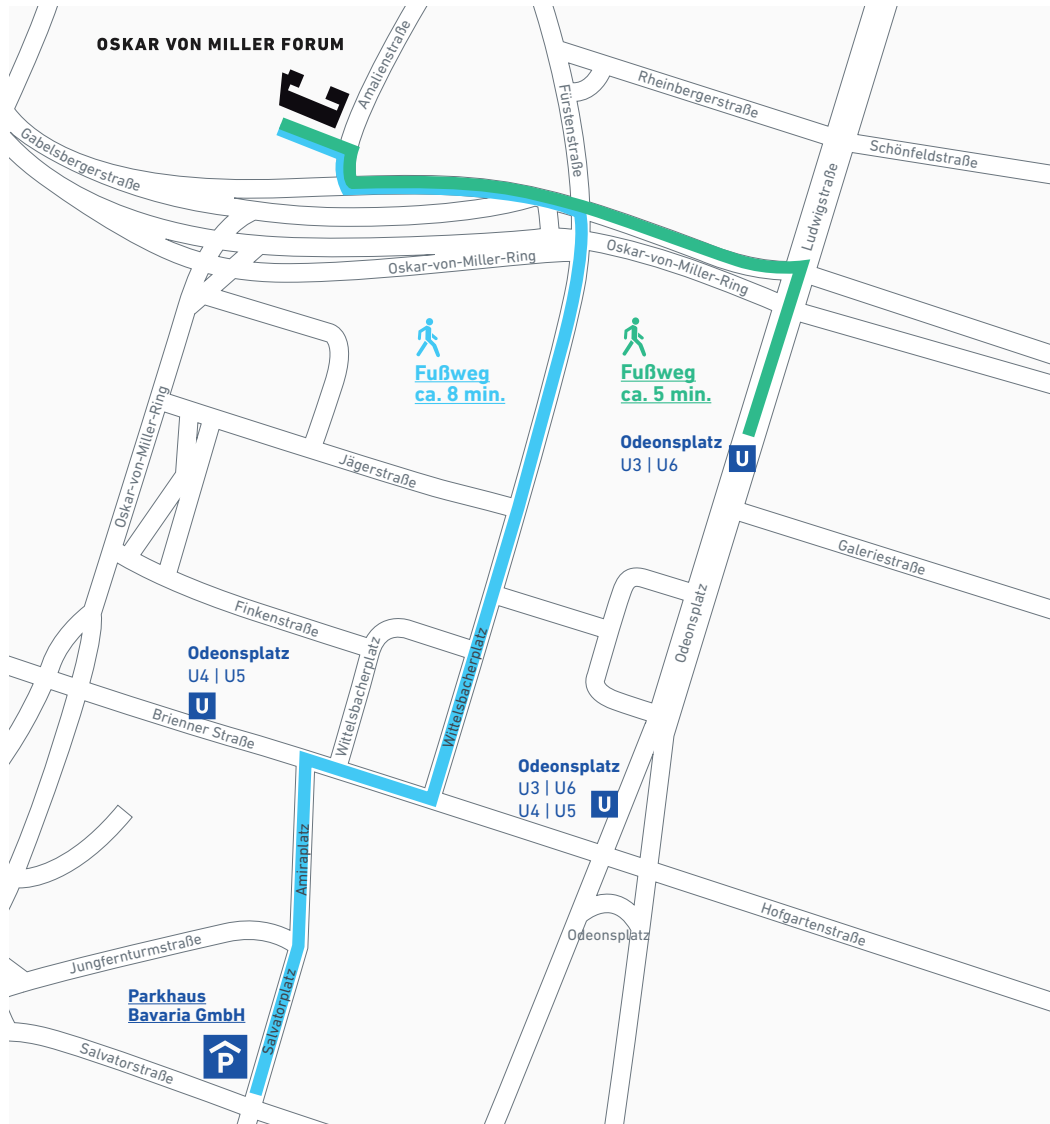 OSKAR VON MILLER FORUM
Amalienstraße
Fürstenstraße
Rheinbergerstraße
Schönfeldstraße
Gabelsbergerstraße
Ludwigstraße
Oskar-von-Miller-Ring
Oskar-von-Miller-Ring
Fußweg
ca. 8 min.
Fußweg
ca. 5 min.
Odeonsplatz
U3 | U6
U
Oskar-von-Miller-Ring
Jägerstraße
Galeriestraße
Finkenstraße
Odeonsplatz
Odeonsplatz
U4 | U5
U
Wittelsbacherplatz
Wittelsbacherplatz
Brienner Straße
Odeonsplatz
U3 | U6
U4 | U5
U
Amiraplatz
Hofgartenstraße
Odeonsplatz
Jungfernturmstraße
Salvatorplatz
Parkhaus
Bavaria GmbH
P
Salvatorstraße